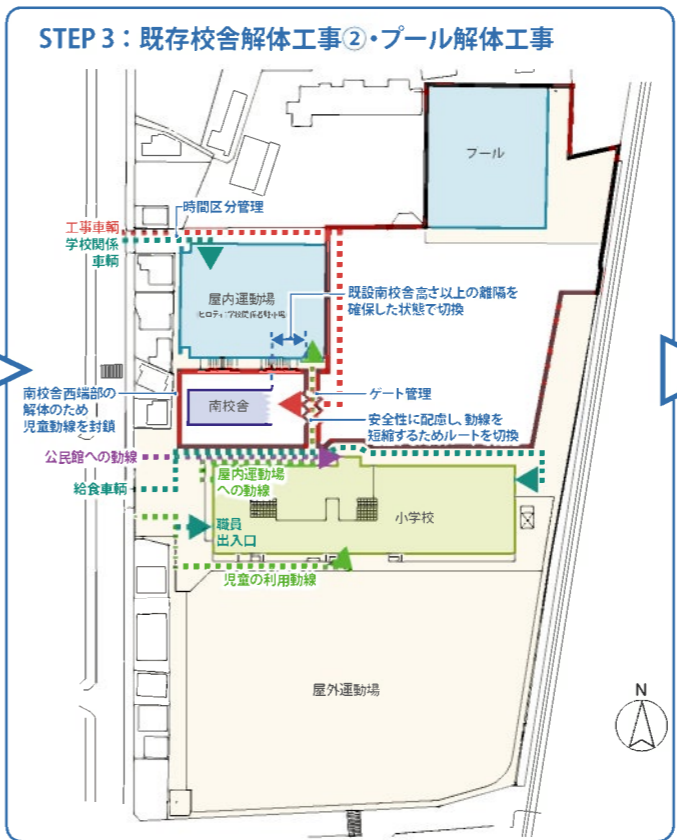 STEP 3：既存校舎解体工事②・プール解体工事
プール
時間区分管理
工事車輌
学校関係
車輌
屋内運動場
既設南校舎高さ以上の離隔を
確保した状態で切換
南校舎西端部の
解体のため
児童動線を封鎖
南校舎
ゲート管理
安全性に配慮し、動線を
短縮するためルートを切換
公民館への動線
給食車輌
屋内運動場
への動線
小学校
職員
出入口
児童の利用動線
屋外運動場
N